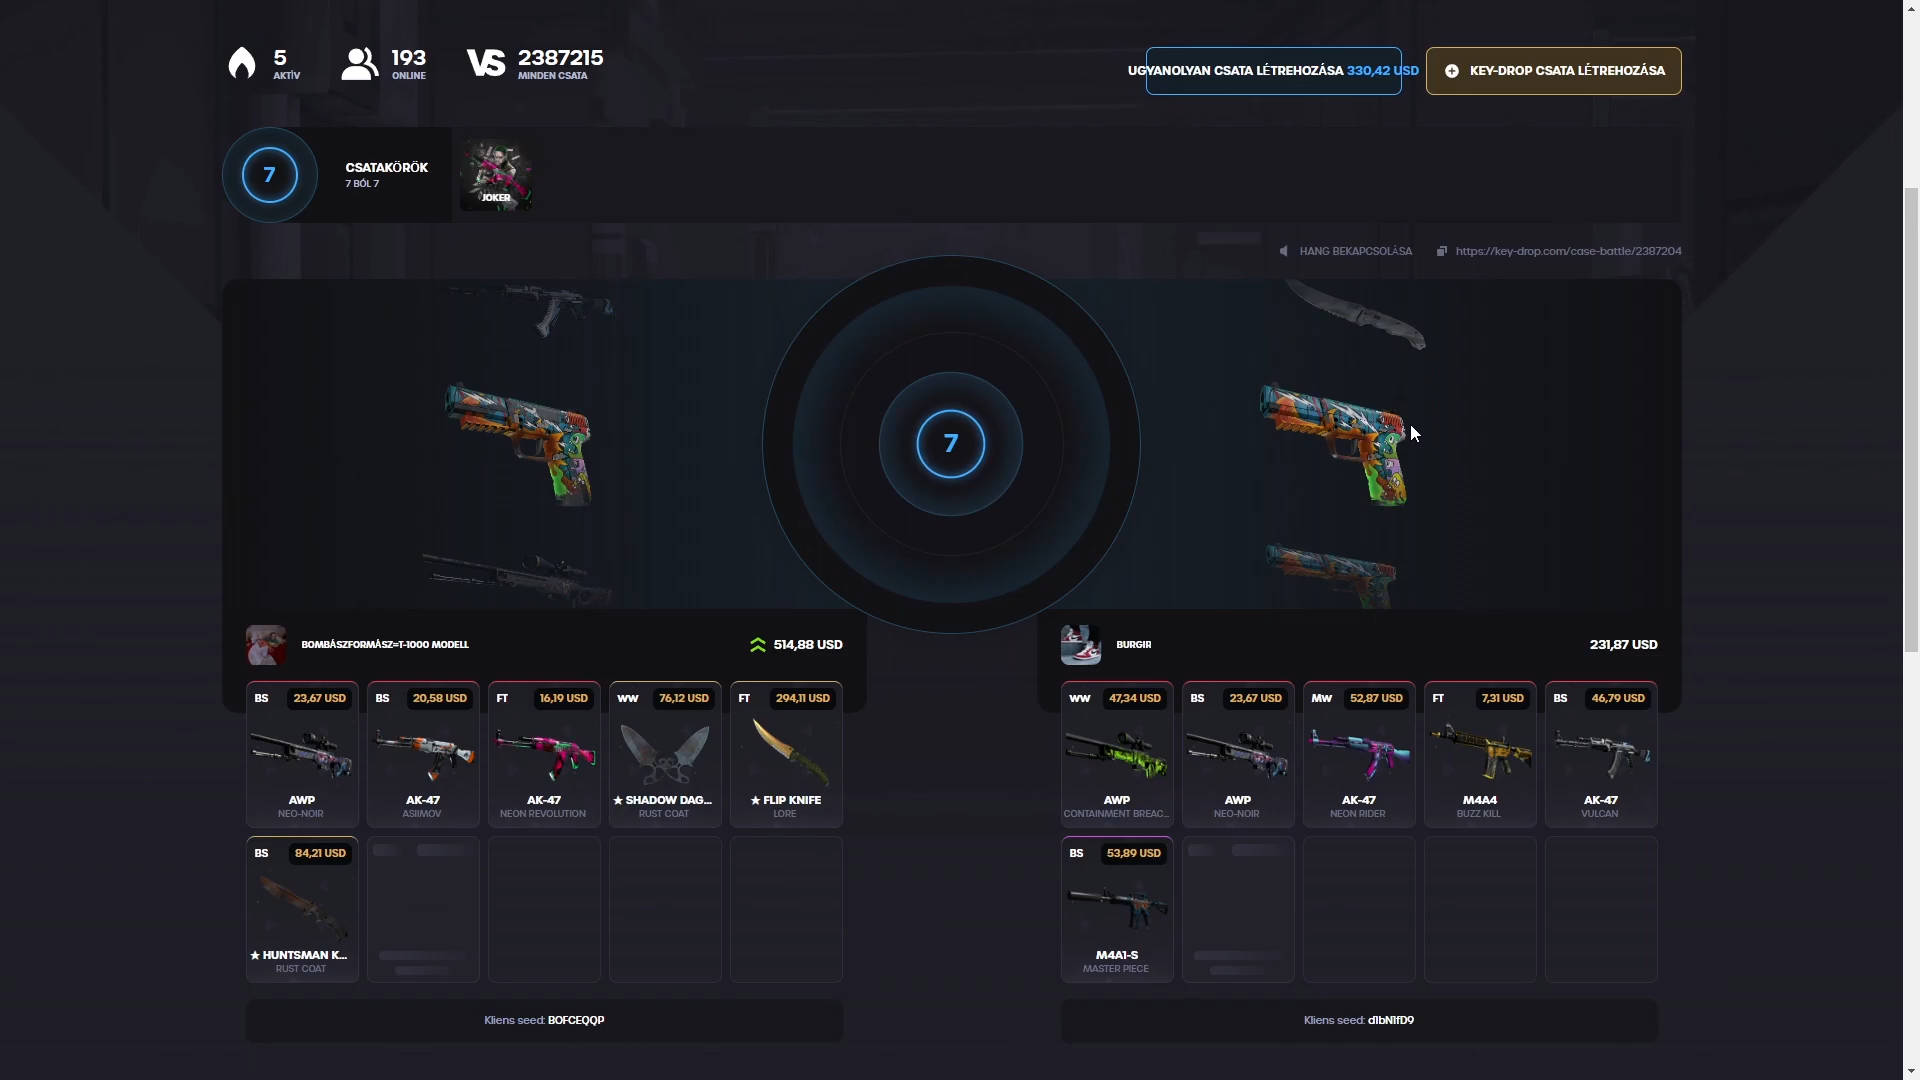 5
AKTÍV
193
ONLINE
VS
2387215
MINDEN CSATA
UGYANOLYAN CSATA LÉTREHOZÁSA 330,42 USD
KEY-DROP CSATA LÉTREHOZÁSA
7
CSATAKÖRÖK
7 BÓL 7
JOKER
HANG BEKAPCSOLÁSA
https://key-drop.com/case-battle/2387204
7
BOMBÁSZFORMÁSZ=T-1000 MODELL
514,88 USD
BURGIR
231,87 USD
BS 23,67 USD
BS 20,58 USD
FT 16,19 USD
WW 76,12 USD
FT 294,11 USD
AWP
NEO-NOIR
AK-47
ASIIMOV
AK-47
NEON REVOLUTION
★ SHADOW DAG...
RUST COAT
★ FLIP KNIFE
LORE
WW 47,34 USD
BS 23,67 USD
MW 52,87 USD
FT 7,31 USD
BS 46,79 USD
AWP
CONTAINMENT BREAC...
AWP
NEO-NOIR
AK-47
NEON RIDER
M4A4
BUZZ KILL
AK-47
VULCAN
BS 84,21 USD
★ HUNTSMAN K...
RUST COAT
BS 53,89 USD
M4A1-S
MASTER PIECE
Kliens seed: BOFCEQQP
Kliens seed: d1bN1fD9